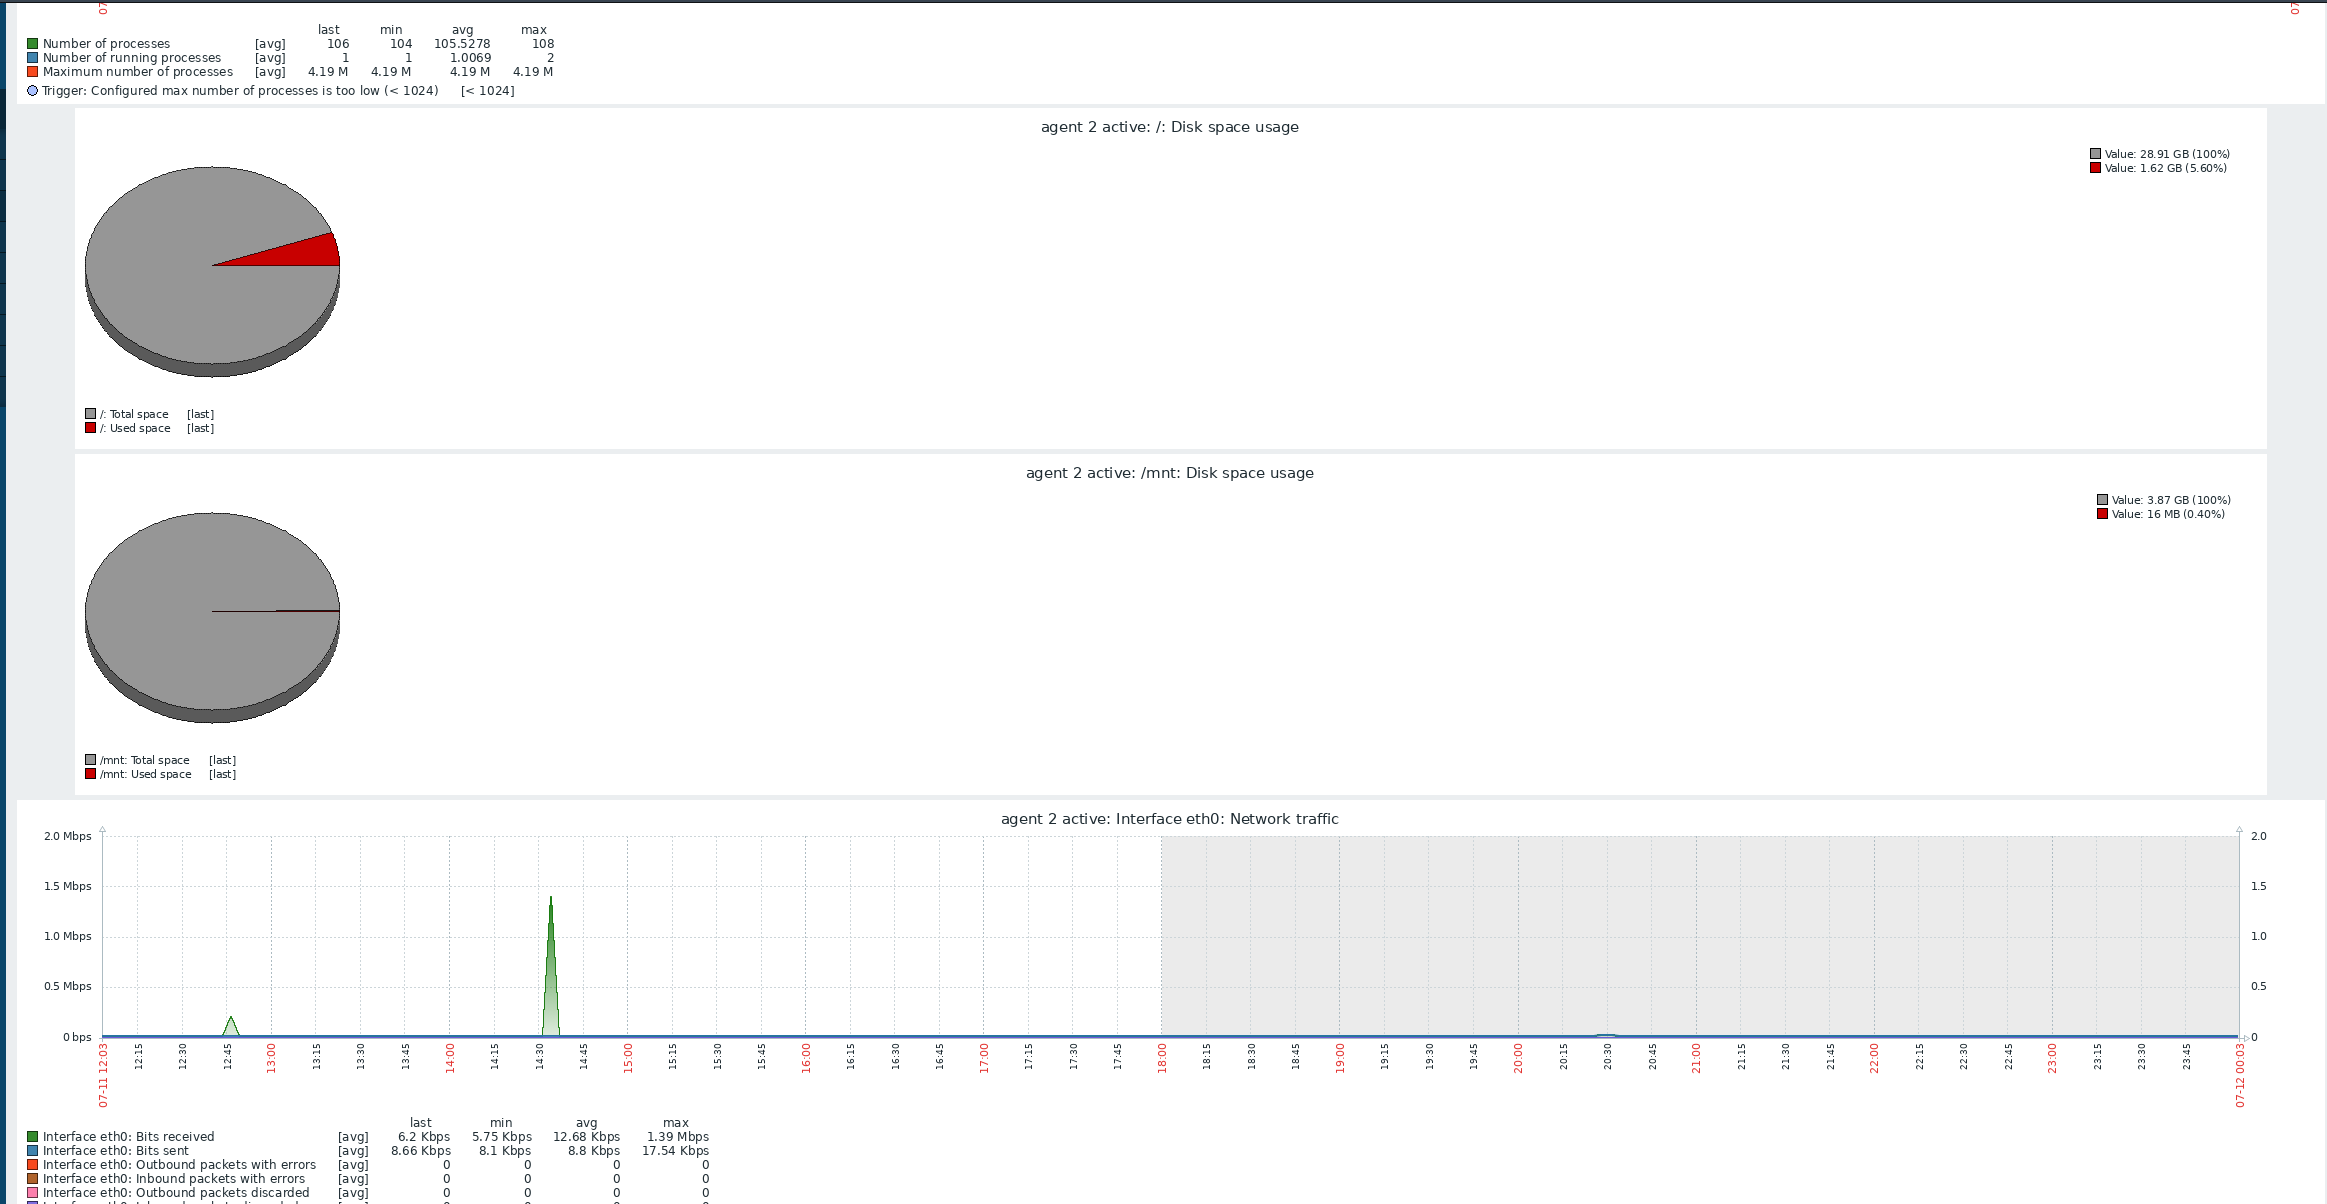 07
07
last min avg max
Number of processes [avg] 106 104 105.5278 108
Number of running processes [avg] 1 1 1.0069 2
Maximum number of processes [avg] 4.19 M 4.19 M 4.19 M 4.19 M
Trigger: Configured max number of processes is too low (< 1024) [< 1024]
agent 2 active: /: Disk space usage
Value: 28.91 GB (100%)
Value: 1.62 GB (5.60%)
/: Total space [last]
/: Used space [last]
agent 2 active: /mnt: Disk space usage
Value: 3.87 GB (100%)
Value: 16 MB (0.40%)
/mnt: Total space [last]
/mnt: Used space [last]
agent 2 active: Interface eth0: Network traffic
2.0 Mbps 2.0
1.5 Mbps 1.5
1.0 Mbps 1.0
0.5 Mbps 0.5
0 bps 0
07-11 12:03 12:15 12:30 12:45 13:00 13:15 13:30 13:45 14:00 14:15 14:30 14:45 15:00 15:15 15:30 15:45 16:00 16:15 16:30 16:45 17:00 17:15 17:30 17:45 18:00 18:15 18:30 18:45 19:00 19:15 19:30 19:45 20:00 20:15 20:30 20:45 21:00 21:15 21:30 21:45 22:00 22:15 22:30 22:45 23:00 23:15 23:30 23:45 07-12 00:03
last min avg max
Interface eth0: Bits received [avg] 6.2 Kbps 5.75 Kbps 12.68 Kbps 1.39 Mbps
Interface eth0: Bits sent [avg] 8.66 Kbps 8.1 Kbps 8.8 Kbps 17.54 Kbps
Interface eth0: Outbound packets with errors [avg] 0 0 0 0
Interface eth0: Inbound packets with errors [avg] 0 0 0 0
Interface eth0: Outbound packets discarded [avg] 0 0 0 0